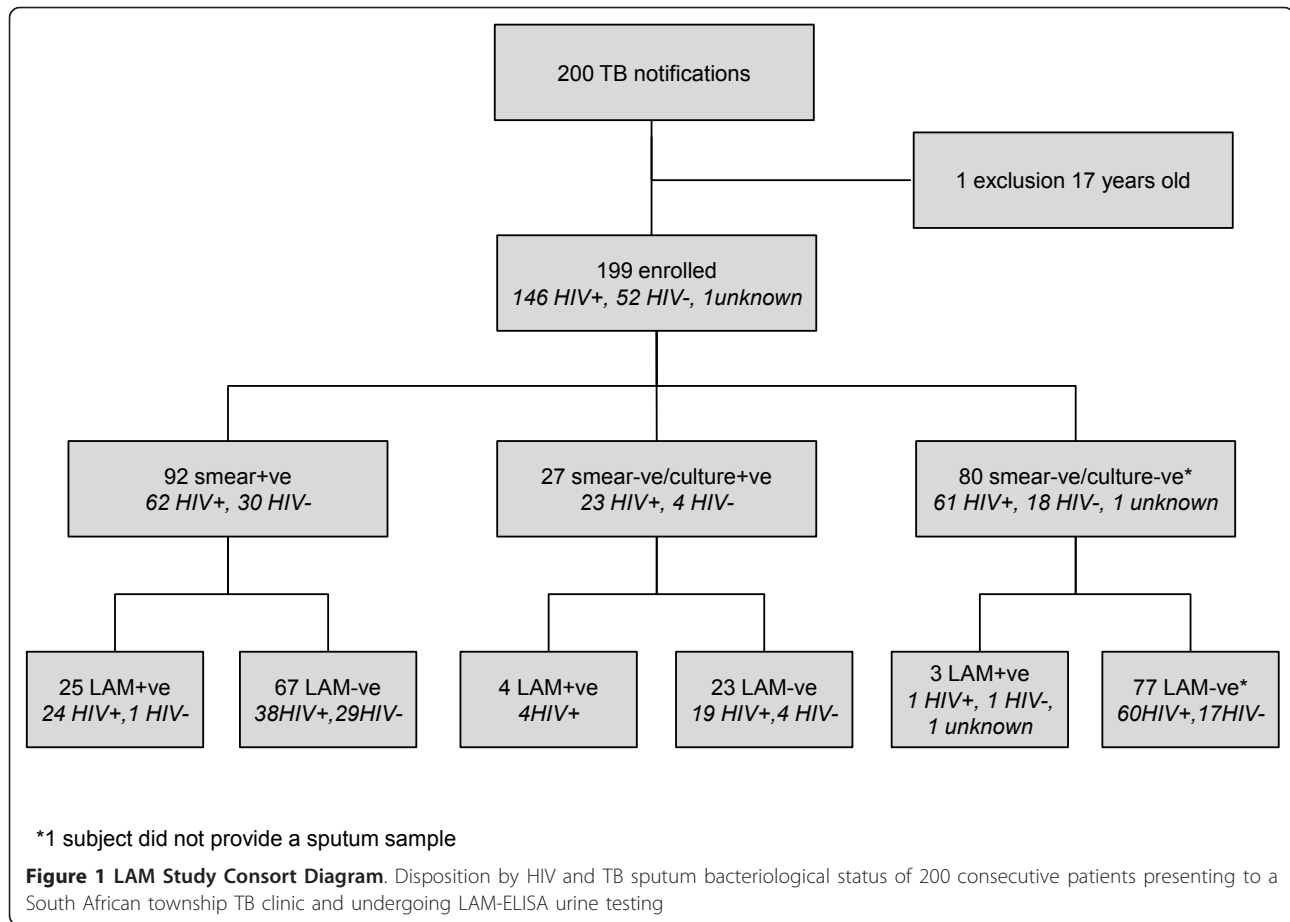 200 TB notifications
1 exclusion 17 years old
199 enrolled
146 HIV+, 52 HIV-, 1unknown
92 smear+ve
62 HIV+, 30 HIV-
27 smear-ve/culture+ve
23 HIV+, 4 HIV-
80 smear-ve/culture-ve*
61 HIV+, 18 HIV-, 1 unknown
25 LAM+ve
24 HIV+,1 HIV-
67 LAM-ve
38HIV+,29HIV-
4 LAM+ve
4HIV+
23 LAM-ve
19 HIV+,4 HIV-
3 LAM+ve
1 HIV+, 1 HIV-,
1 unknown
77 LAM-ve*
60HIV+,17HIV-
*1 subject did not provide a sputum sample
Figure 1 LAM Study Consort Diagram. Disposition by HIV and TB sputum bacteriological status of 200 consecutive patients presenting to a
South African township TB clinic and undergoing LAM-ELISA urine testing